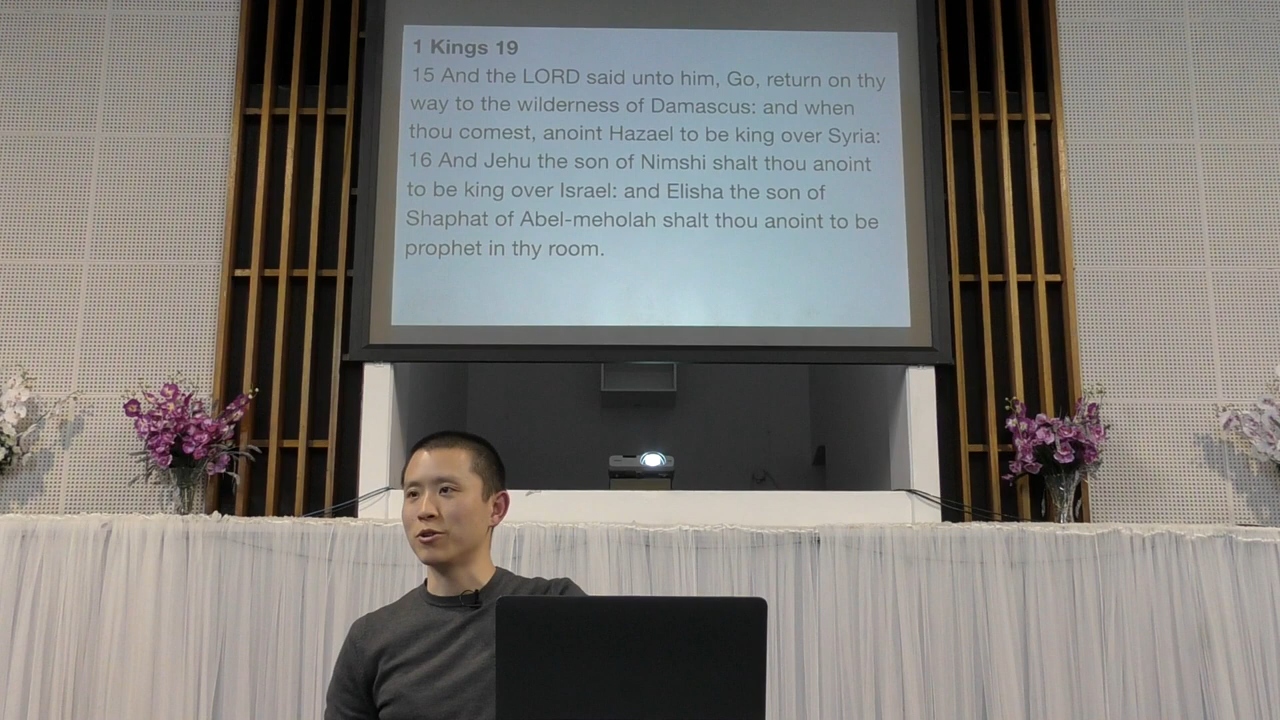 1 Kings 19
15 And the LORD said unto him, Go, return on thy
way to the wilderness of Damascus: and when
thou comest, anoint Hazael to be king over Syria:
16 And Jehu the son of Nimshi shalt thou anoint
to be king over Israel: and Elisha the son of
Shaphat of Abel-meholah shalt thou anoint to be
prophet in thy room.